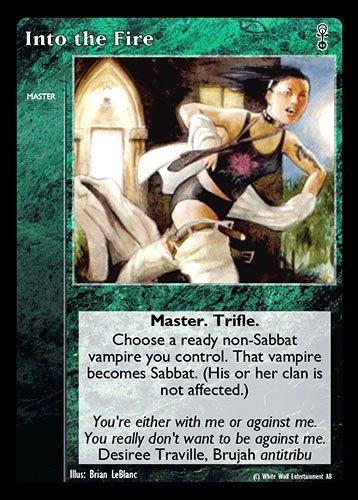 Into the Fire
MASTER
Master. Trifle.
Choose a ready non-Sabbat
vampire you control. That vampire
becomes Sabbat. (His or her clan is
not affected.)
You're either with me or against me.
You really don't want to be against me.
Desiree Traville, Brujah antitribu
Illus: Brian LeBlanc
(C) White Wolf Entertainment AB